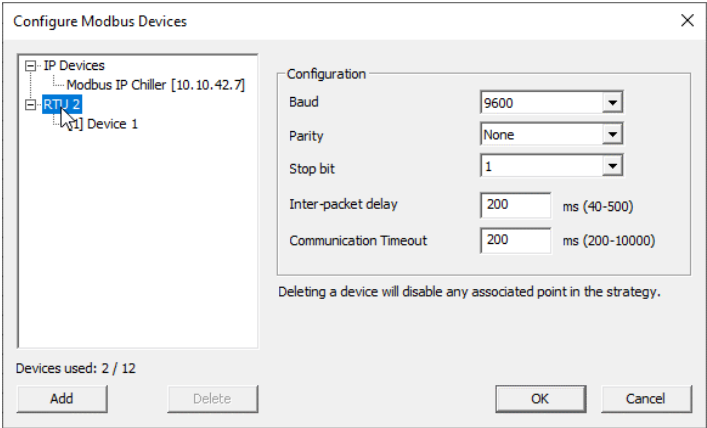 Configure Modbus Devices
IP Devices
Modbus IP Chiller [10.10.42.7]
RTU 2
1] Device 1
Configuration
Baud 9600
Parity None
Stop bit 1
Inter-packet delay 200 ms (40-500)
Communication Timeout 200 ms (200-10000)
Deleting a device will disable any associated point in the strategy.
Devices used: 2 / 12
Add Delete OK Cancel